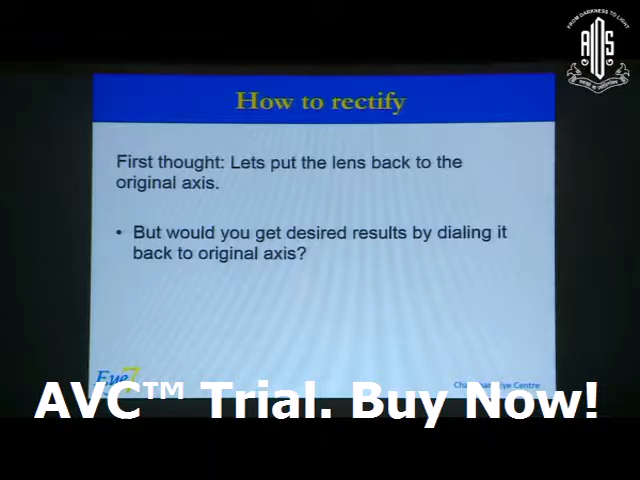 FROM DARKNESS TO LIGHT
AIOS
How to rectify
First thought: Lets put the lens back to the
original axis.
• But would you get desired results by dialing it
back to original axis?
Eye7
Eye Centre
AVC™ Trial. Buy Now!